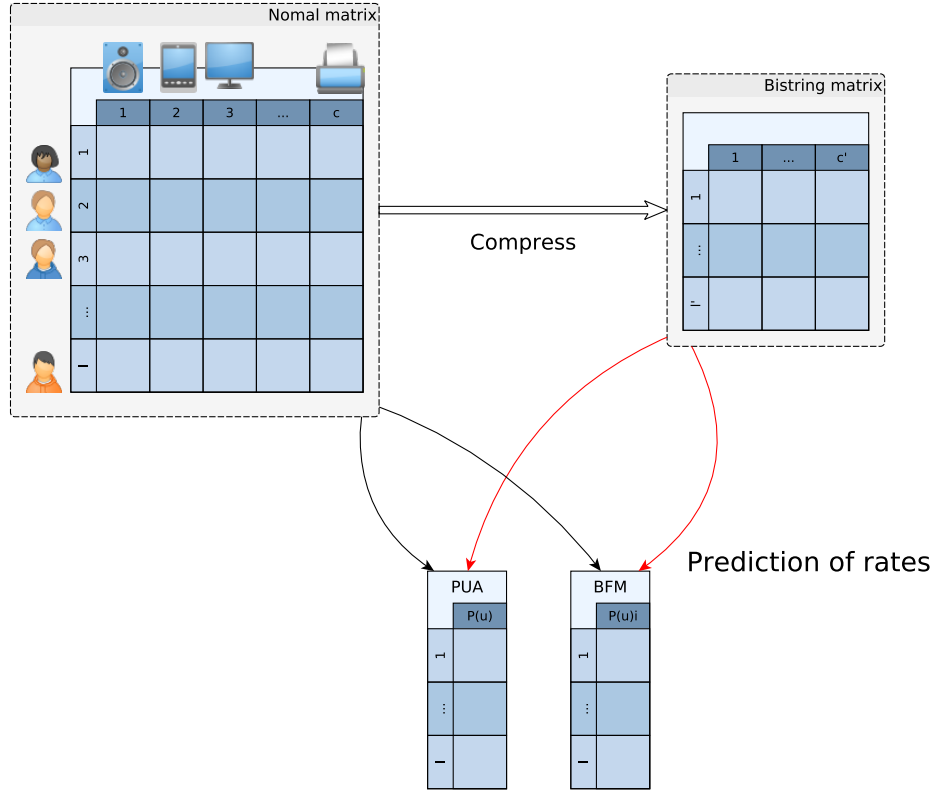 Nomal matrix
1 2 3 ... c
1
2
3
...
l
Compress
Bistring matrix
1 ... c'
1
...
l'
Prediction of rates
PUA
P(u)
1
...
l
BFM
P(u)i
1
...
l